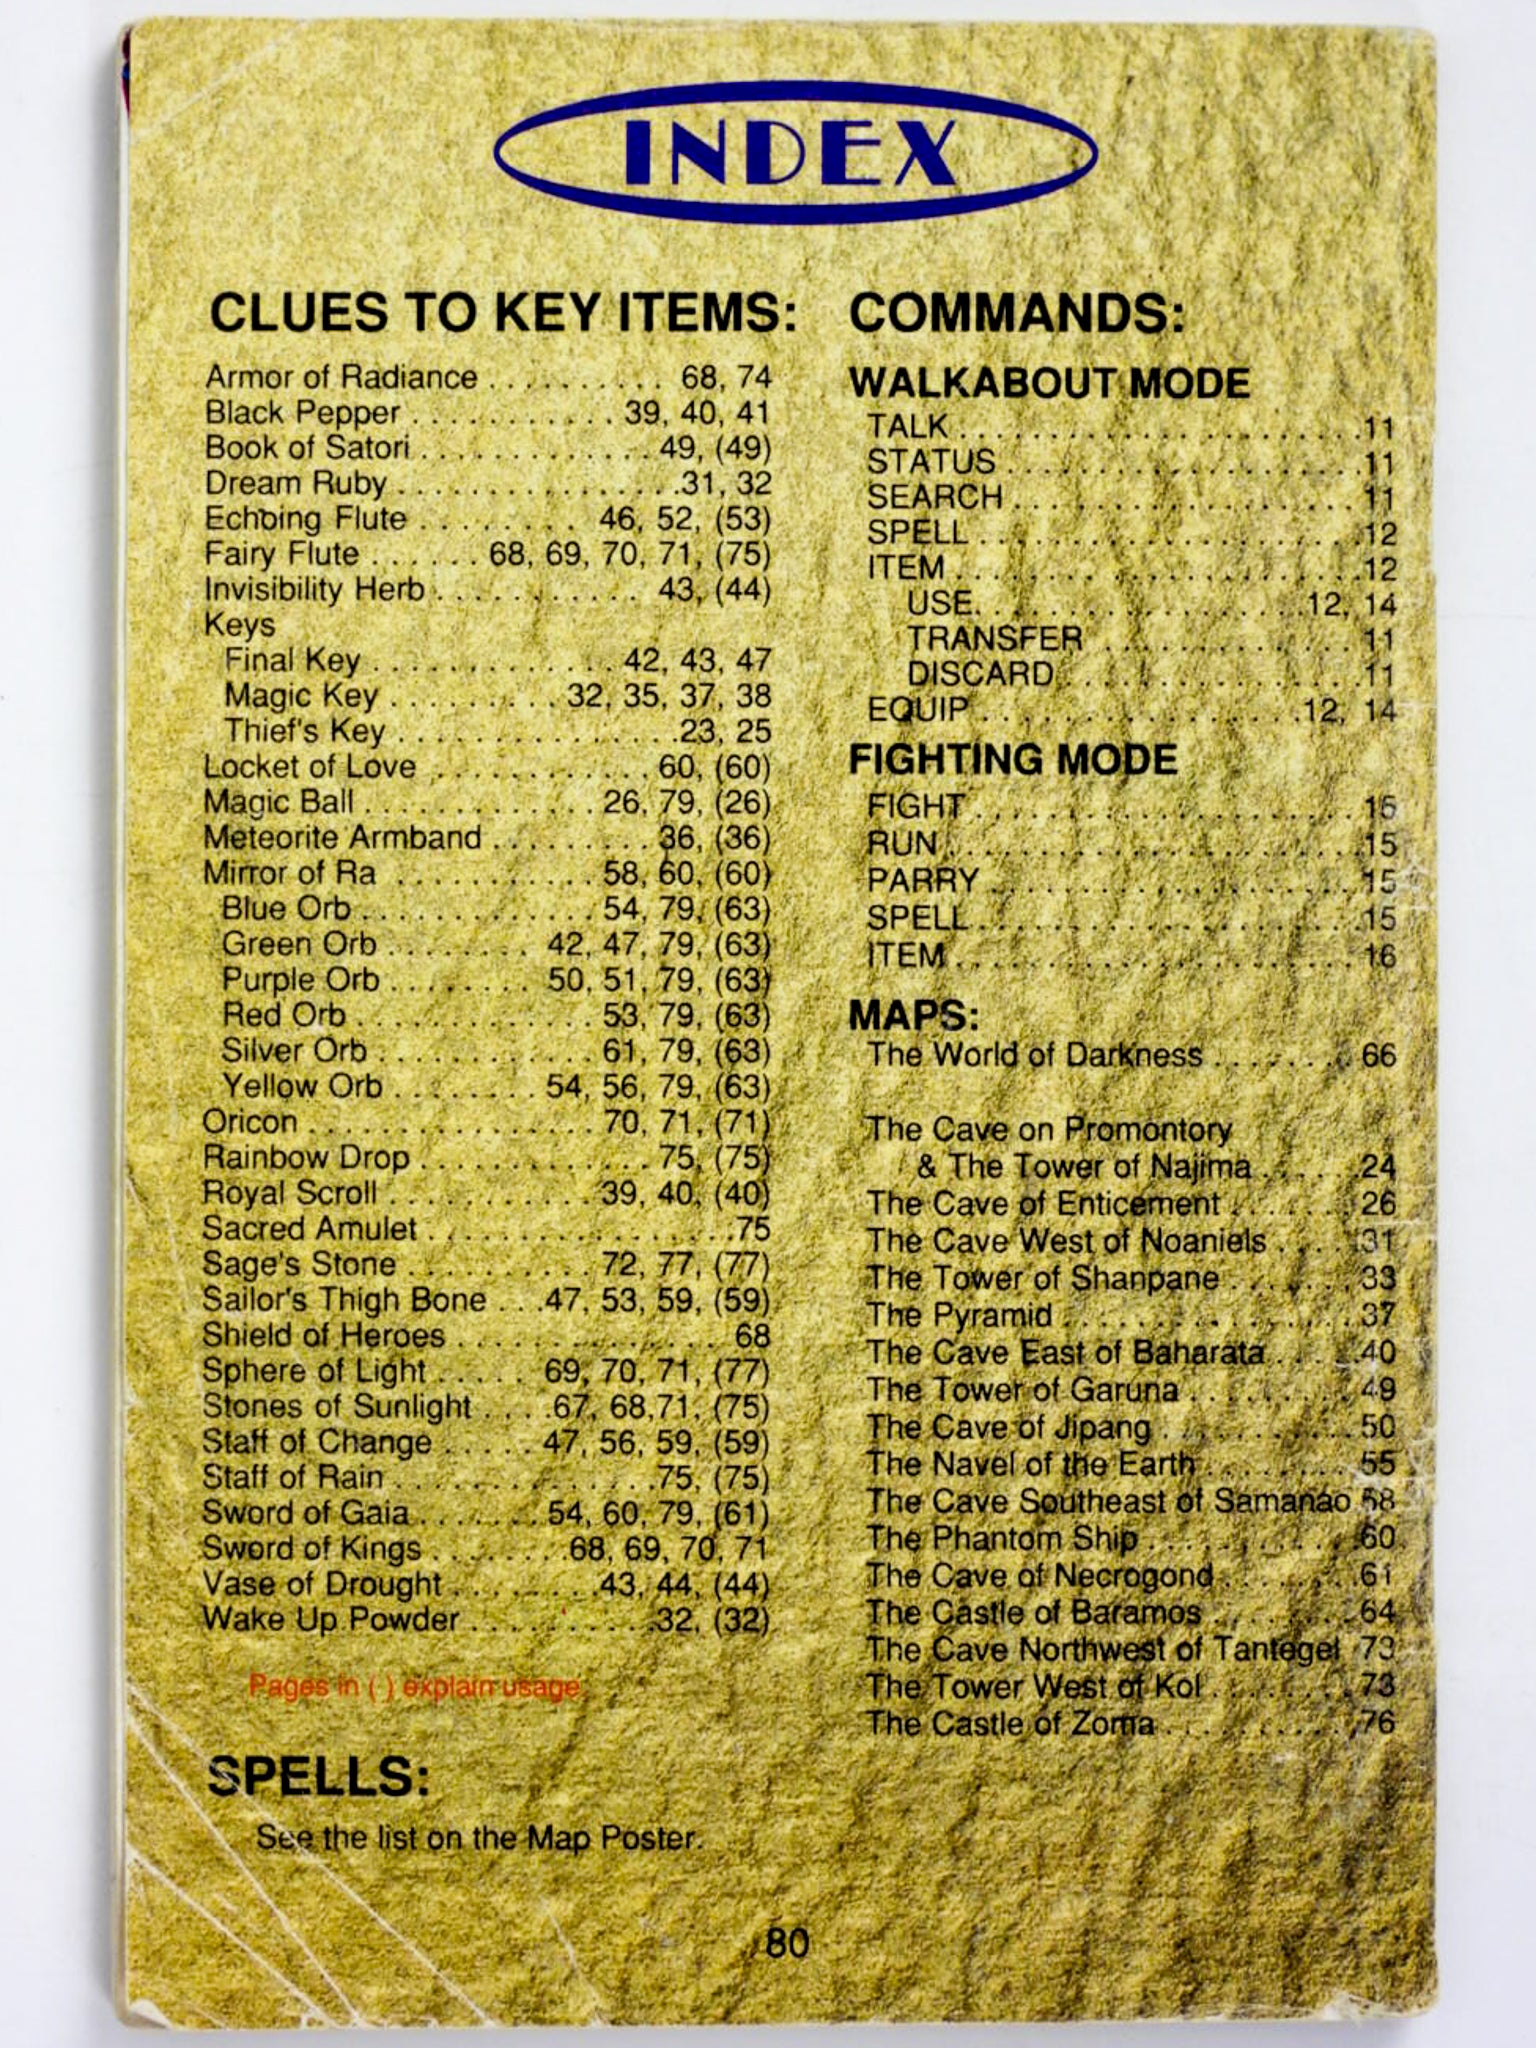 INDEX
CLUES TO KEY ITEMS:
Armor of Radiance . . . . . . . . . . 68, 74
Black Pepper . . . . . . . . . . . 39, 40, 41
Book of Satori . . . . . . . . . . . . 49, (49)
Dream Ruby . . . . . . . . . . . . . . . 31, 32
Echoing Flute . . . . . . . . 46, 52, (53)
Fairy Flute . . . . . . 68, 69, 70, 71, (75)
Invisibility Herb . . . . . . . . . . . 43, (44)
Keys
Final Key . . . . . . . . . . . . . 42, 43, 47
Magic Key . . . . . . . . . 32, 35, 37, 38
Thief's Key . . . . . . . . . . . . . . . 23, 25
Locket of Love . . . . . . . . . . . . 60, (60)
Magic Ball . . . . . . . . . . . . . 26, 79, (26)
Meteorite Armband . . . . . . . . . 36, (36)
Mirror of Ra . . . . . . . . . . . 58, 60, (60)
Blue Orb . . . . . . . . . . . . . 54, 79, (63)
Green Orb . . . . . . . . 42, 47, 79, (63)
Purple Orb . . . . . . . . 50, 51, 79, (63)
Red Orb . . . . . . . . . . . . . 53, 79, (63)
Silver Orb . . . . . . . . . . . . 61, 79, (63)
Yellow Orb . . . . . . . . 54, 56, 79, (63)
Oricon . . . . . . . . . . . . . . . . 70, 71, (71)
Rainbow Drop . . . . . . . . . . . . . 75, (75)
Royal Scroll . . . . . . . . . . . 39, 40, (40)
Sacred Amulet . . . . . . . . . . . . . . . . . 75
Sage's Stone . . . . . . . . . . 72, 77, (77)
Sailor's Thigh Bone . . . 47, 53, 59, (59)
Shield of Heroes . . . . . . . . . . . . . . . 68
Sphere of Light . . . . . 69, 70, 71, (77)
Stones of Sunlight . . . . 67, 68,71, (75)
Staff of Change . . . . . 47, 56, 59, (59)
Staff of Rain . . . . . . . . . . . . . . 75, (75)
Sword of Gaia . . . . . . . 54, 60, 79, (61)
Sword of Kings . . . . . . . . 68, 69, 70, 71
Vase of Drought . . . . . . . . 43, 44, (44)
Wake Up Powder . . . . . . . . . . 32, (32)
Pages in ( ) explain usage
SPELLS:
See the list on the Map Poster.
COMMANDS:
WALKABOUT MODE
TALK . . . . . . . . . . . . . . . . . . . . . . 11
STATUS . . . . . . . . . . . . . . . . . . . 11
SEARCH . . . . . . . . . . . . . . . . . . . 11
SPELL . . . . . . . . . . . . . . . . . . . . . 12
ITEM . . . . . . . . . . . . . . . . . . . . . . 12
USE . . . . . . . . . . . . . . . . . . 12, 14
TRANSFER . . . . . . . . . . . . . . 11
DISCARD . . . . . . . . . . . . . . . . 11
EQUIP . . . . . . . . . . . . . . . . . 12, 14
FIGHTING MODE
FIGHT . . . . . . . . . . . . . . . . . . . . . 15
RUN . . . . . . . . . . . . . . . . . . . . . . . 15
PARRY . . . . . . . . . . . . . . . . . . . . 15
SPELL . . . . . . . . . . . . . . . . . . . . . 15
ITEM . . . . . . . . . . . . . . . . . . . . . . 16
MAPS:
The World of Darkness . . . . . . . . 66
The Cave on Promontory
& The Tower of Najima . . . . . . 24
The Cave of Enticement . . . . . . . 26
The Cave West of Noaniels . . . . 31
The Tower of Shanpane . . . . . . . 33
The Pyramid . . . . . . . . . . . . . . . . 37
The Cave East of Baharata . . . . . 40
The Tower of Garuna . . . . . . . . . 49
The Cave of Jipang . . . . . . . . . . . 50
The Navel of the Earth . . . . . . . . 55
The Cave Southeast of Samanao 58
The Phantom Ship . . . . . . . . . . . . 60
The Cave of Necrogond . . . . . . . . 61
The Castle of Baramos . . . . . . . . 64
The Cave Northwest of Tantegel 73
The Tower West of Kol . . . . . . . . 73
The Castle of Zoma . . . . . . . . . . . 76
80